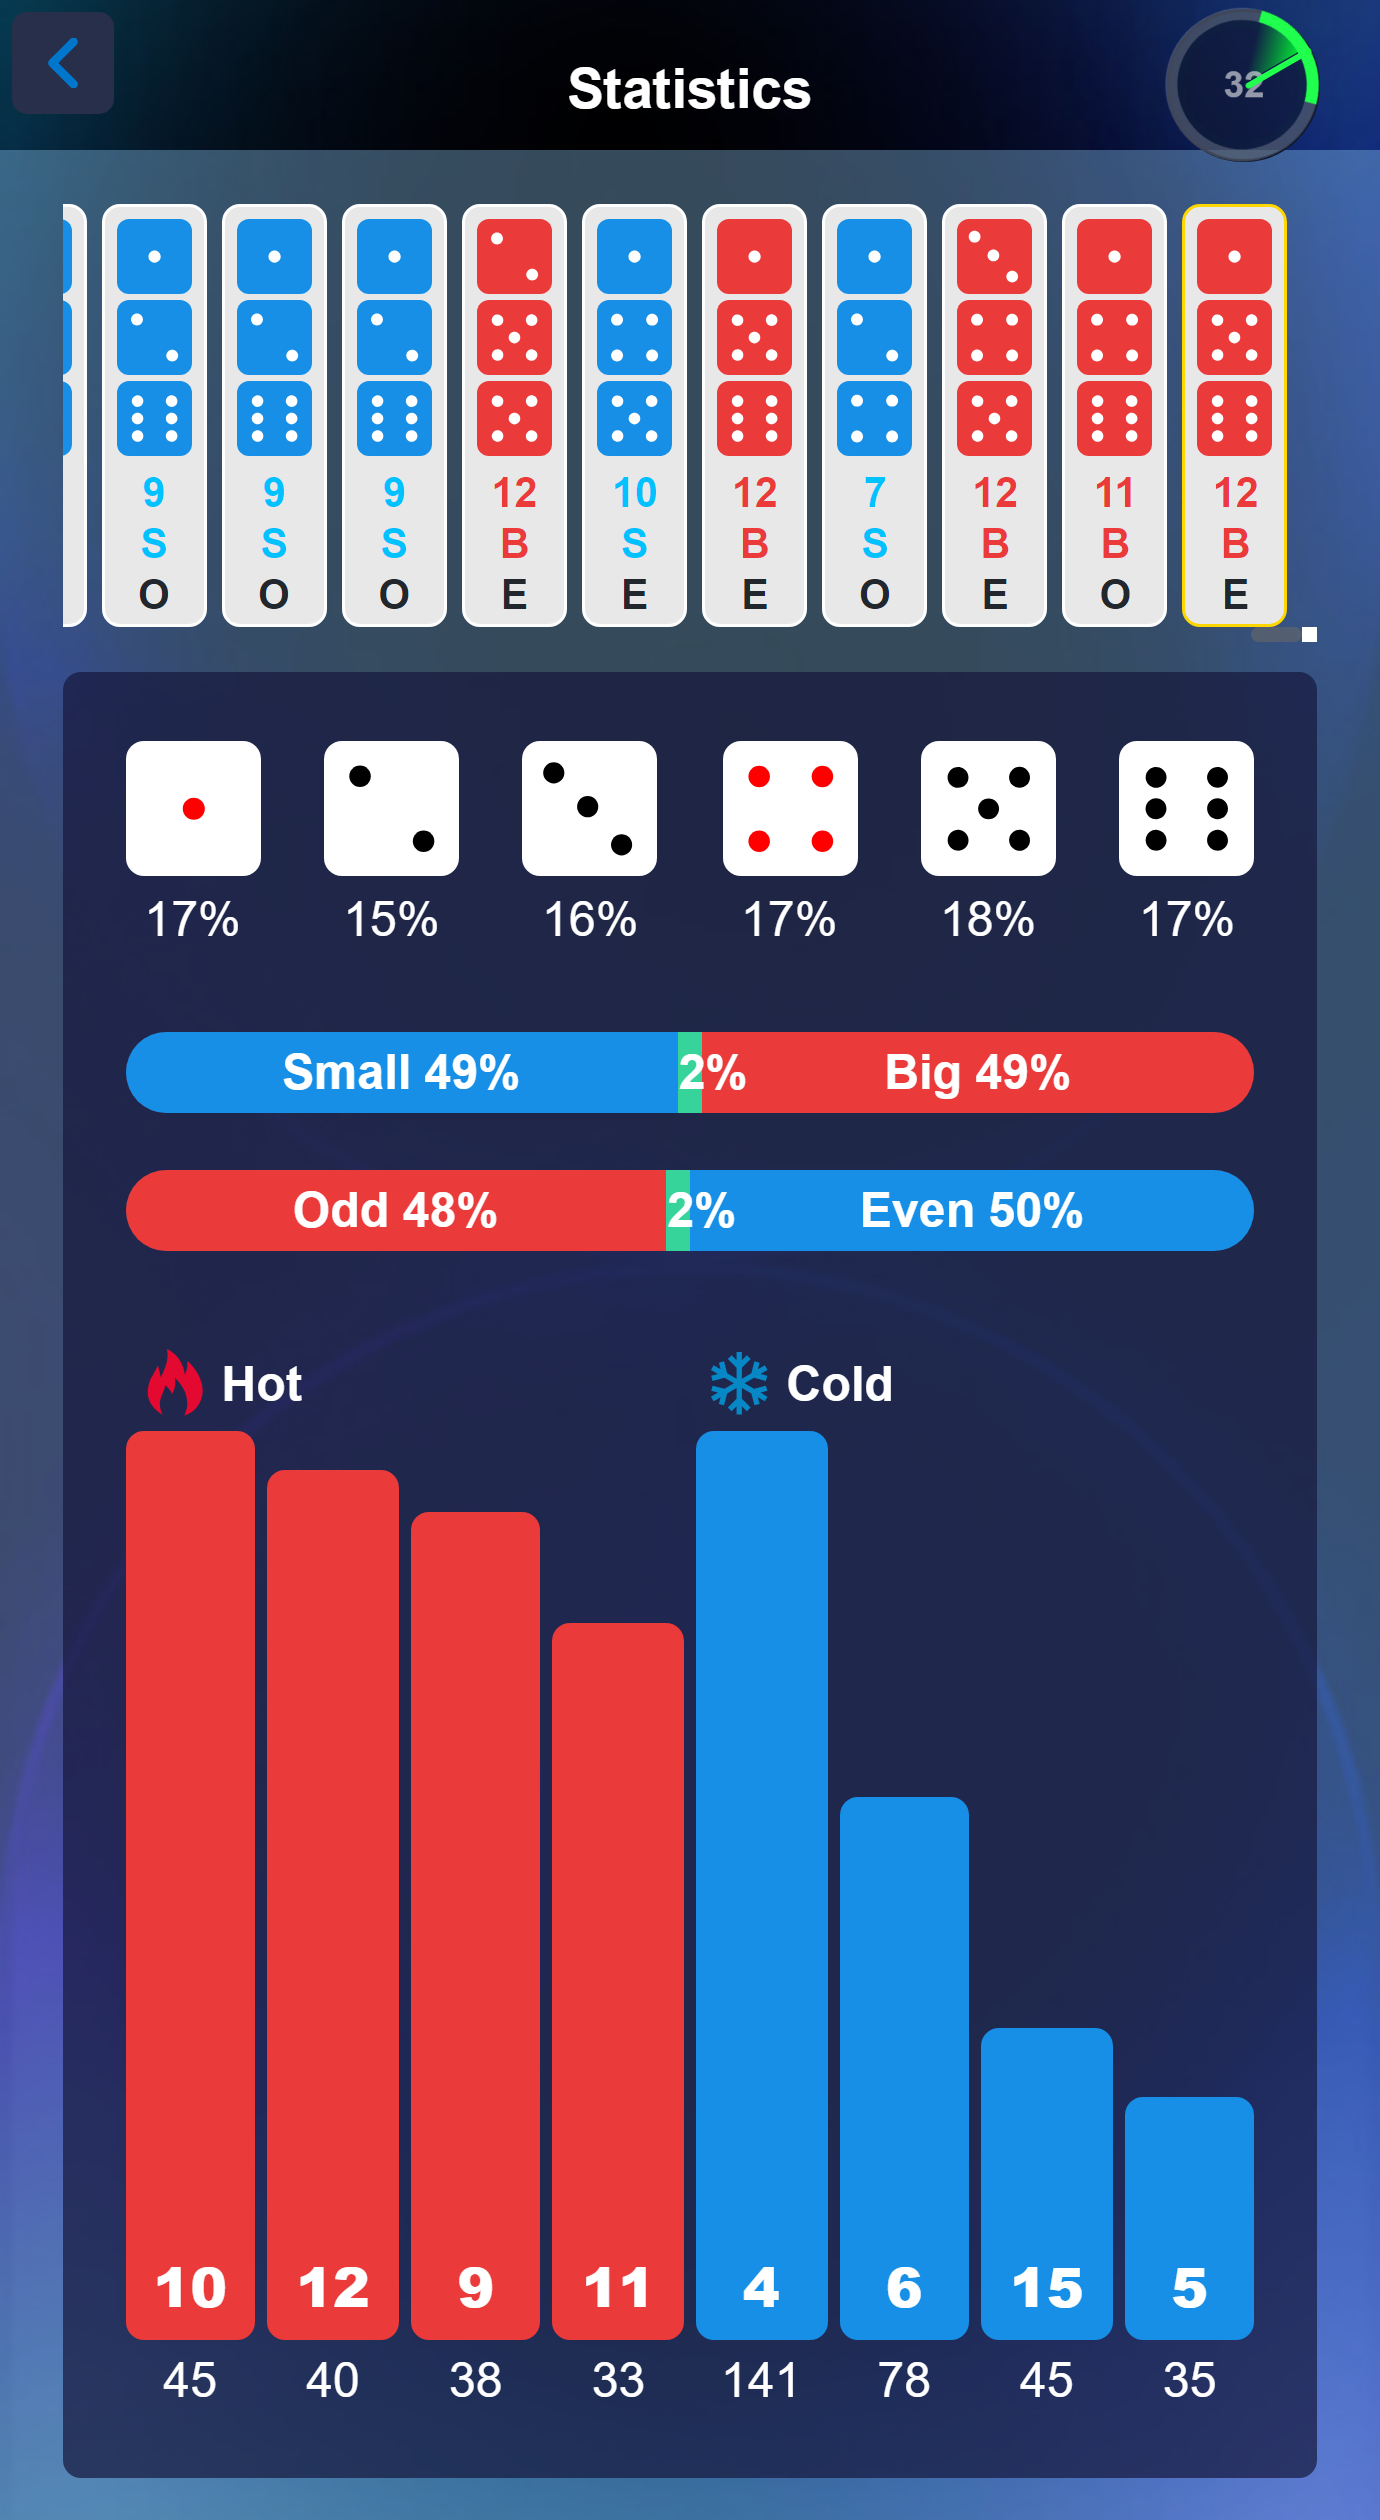 Statistics
32
9 9 9 12 10 12 7 12 11 12
S S S B S B S B B B
O O O E E E O E O E
17% 15% 16% 17% 18% 17%
Small 49% 2% Big 49%
Odd 48% 2% Even 50%
Hot Cold
10 12 9 11 4 6 15 5
45 40 38 33 141 78 45 35